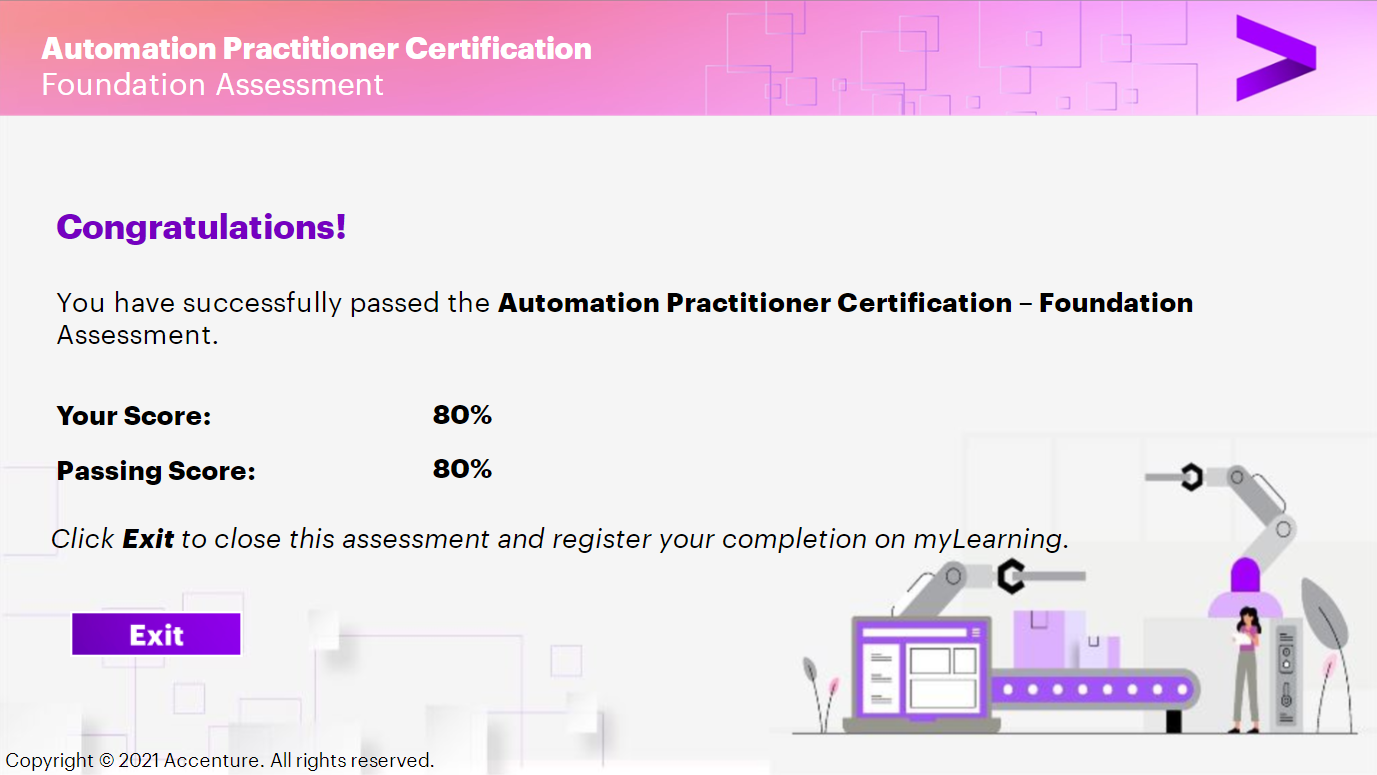 Automation Practitioner Certification
Foundation Assessment
Congratulations!
You have successfully passed the Automation Practitioner Certification – Foundation
Assessment.
Your Score: 80%
Passing Score: 80%
Click Exit to close this assessment and register your completion on myLearning.
Exit
Copyright © 2021 Accenture. All rights reserved.